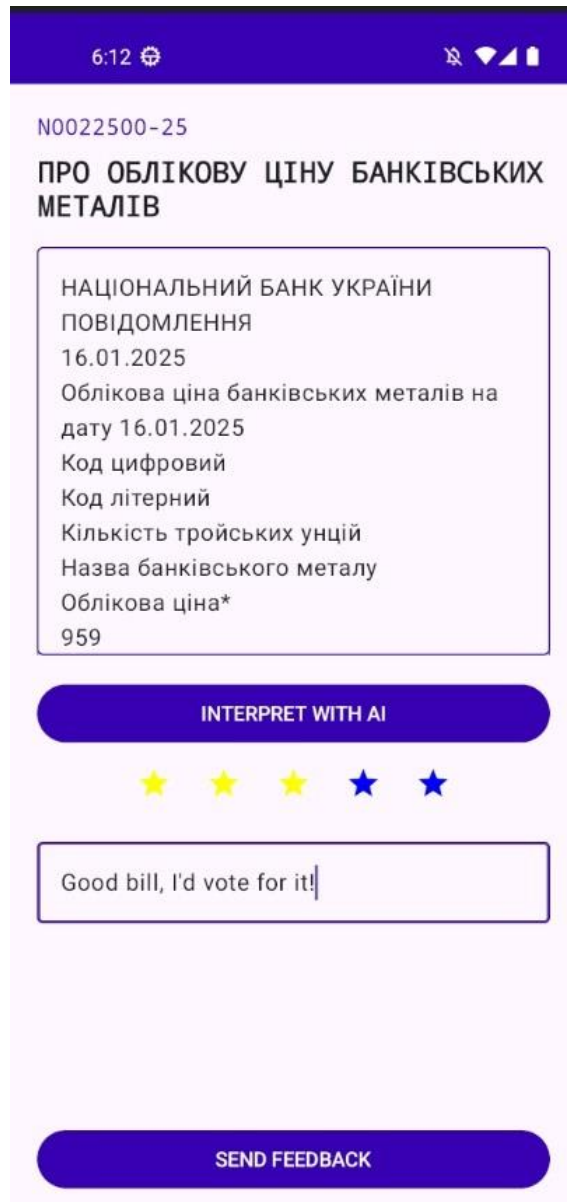 6:12
N0022500-25
ПРО ОБЛІКОВУ ЦІНУ БАНКІВСЬКИХ
МЕТАЛІВ
НАЦІОНАЛЬНИЙ БАНК УКРАЇНИ
ПОВІДОМЛЕННЯ
16.01.2025
Облікова ціна банківських металів на
дату 16.01.2025
Код цифровий
Код літерний
Кількість тройських унцій
Назва банківського металу
Облікова ціна*
959
INTERPRET WITH AI
Good bill, I'd vote for it!
SEND FEEDBACK